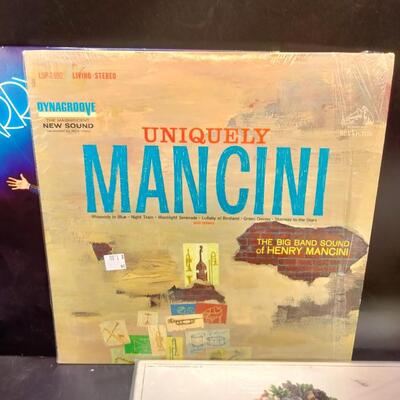 LSP-2692 LIVING STEREO
DYNAGROOVE
THE MAGNIFICENT
NEW SOUND
RCA VICTOR
UNIQUELY
MANCINI
Rhapsody in Blue • Night Train • Moonlight Serenade • Lullaby of Birdland • Green Onions • Stairway to the Stars
THE BIG BAND SOUND
of HENRY MANCINI